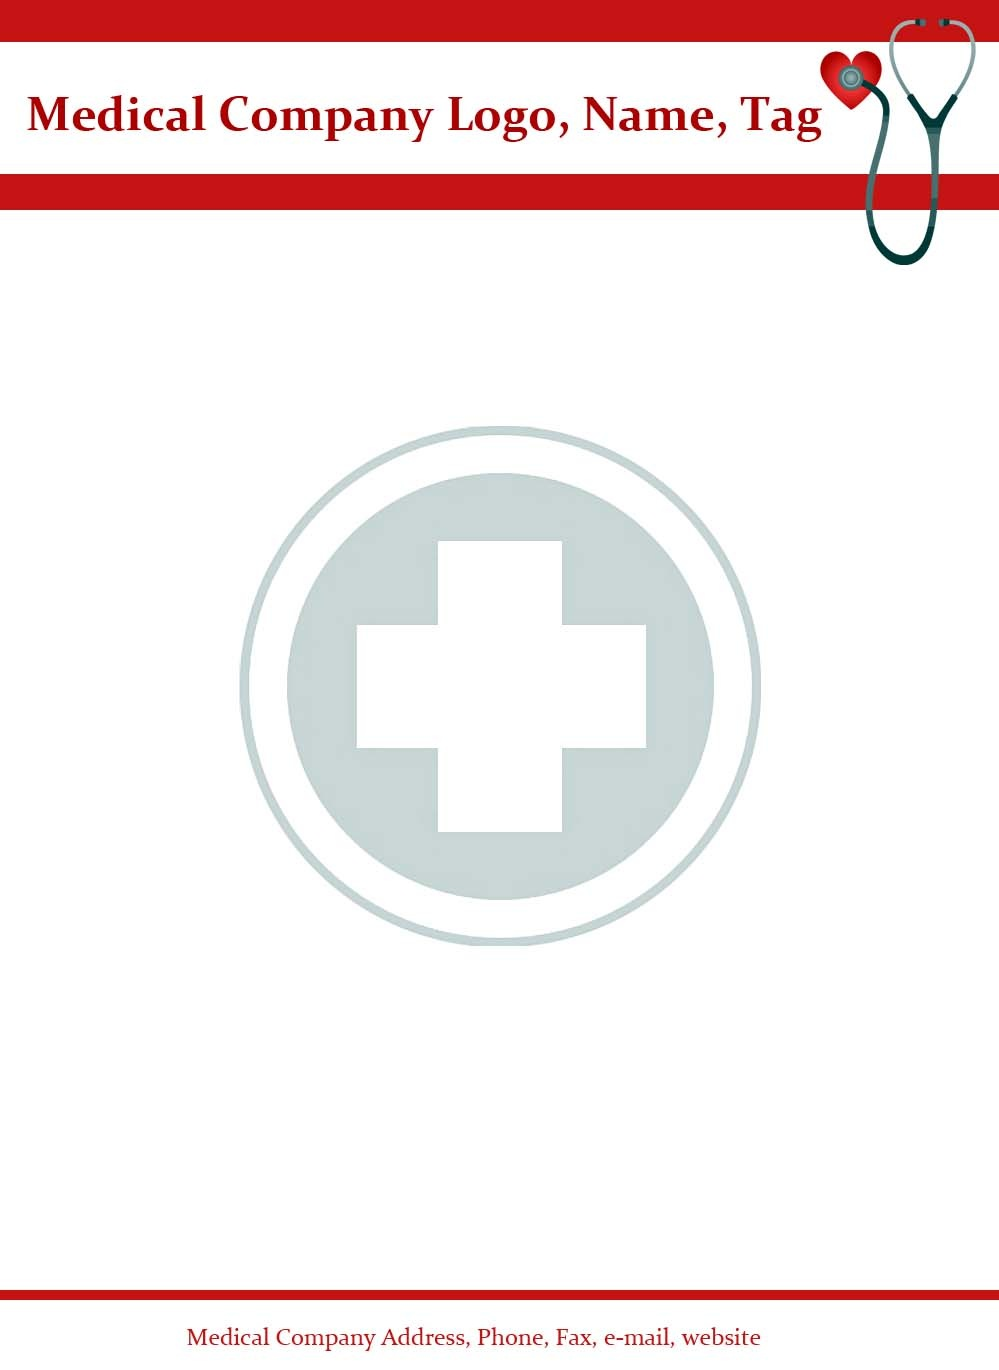 Medical Company Logo, Name, Tag
Medical Company Address, Phone, Fax, e-mail, website